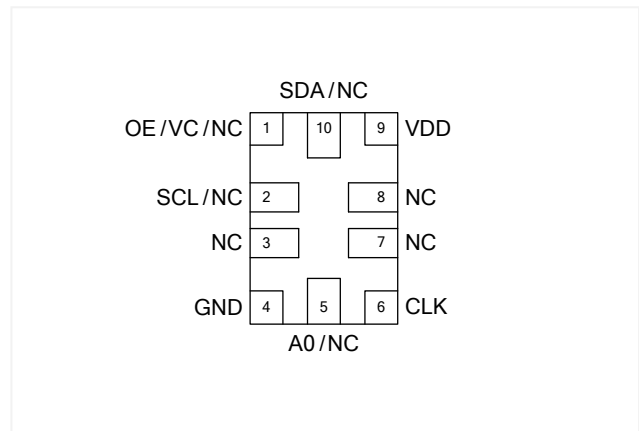 SDA/NC
OE/VC/NC 1 10 9 VDD
SCL/NC 2 8 NC
NC 3 7 NC
GND 4 5 6 CLK
A0/NC